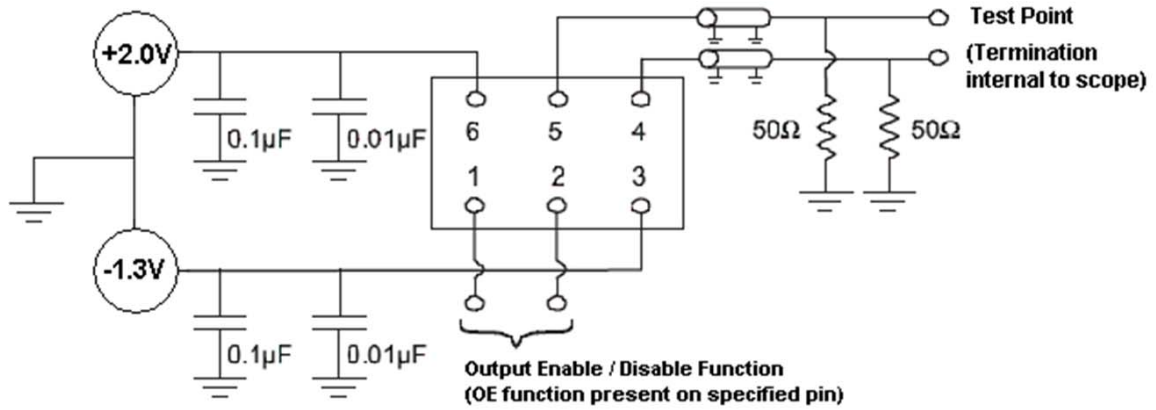 +2.0V
0.1µF
0.01µF
6
5
4
1
2
3
Test Point
(Termination
internal to scope)
50Ω
50Ω
-1.3V
0.1µF
0.01µF
Output Enable / Disable Function
(OE function present on specified pin)